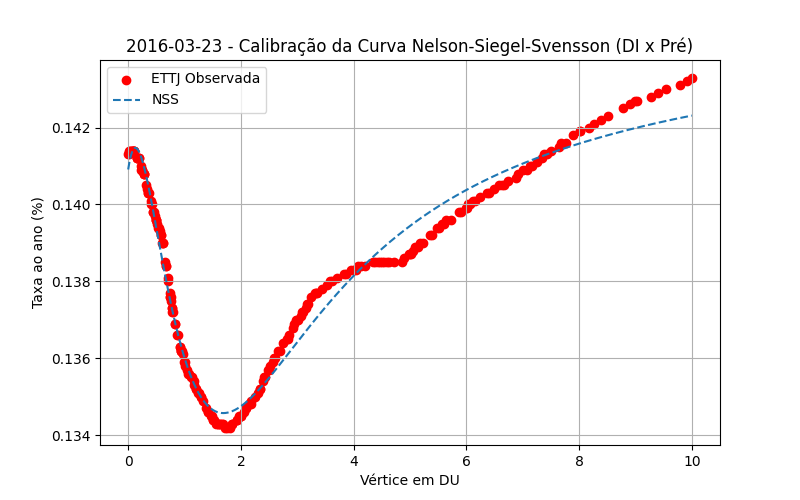 2016-03-23 - Calibração da Curva Nelson-Siegel-Svensson (DI x Pré)
ETTJ Observada
NSS
Taxa ao ano (%)
0.142
0.140
0.138
0.136
0.134
0 2 4 6 8 10
Vértice em DU